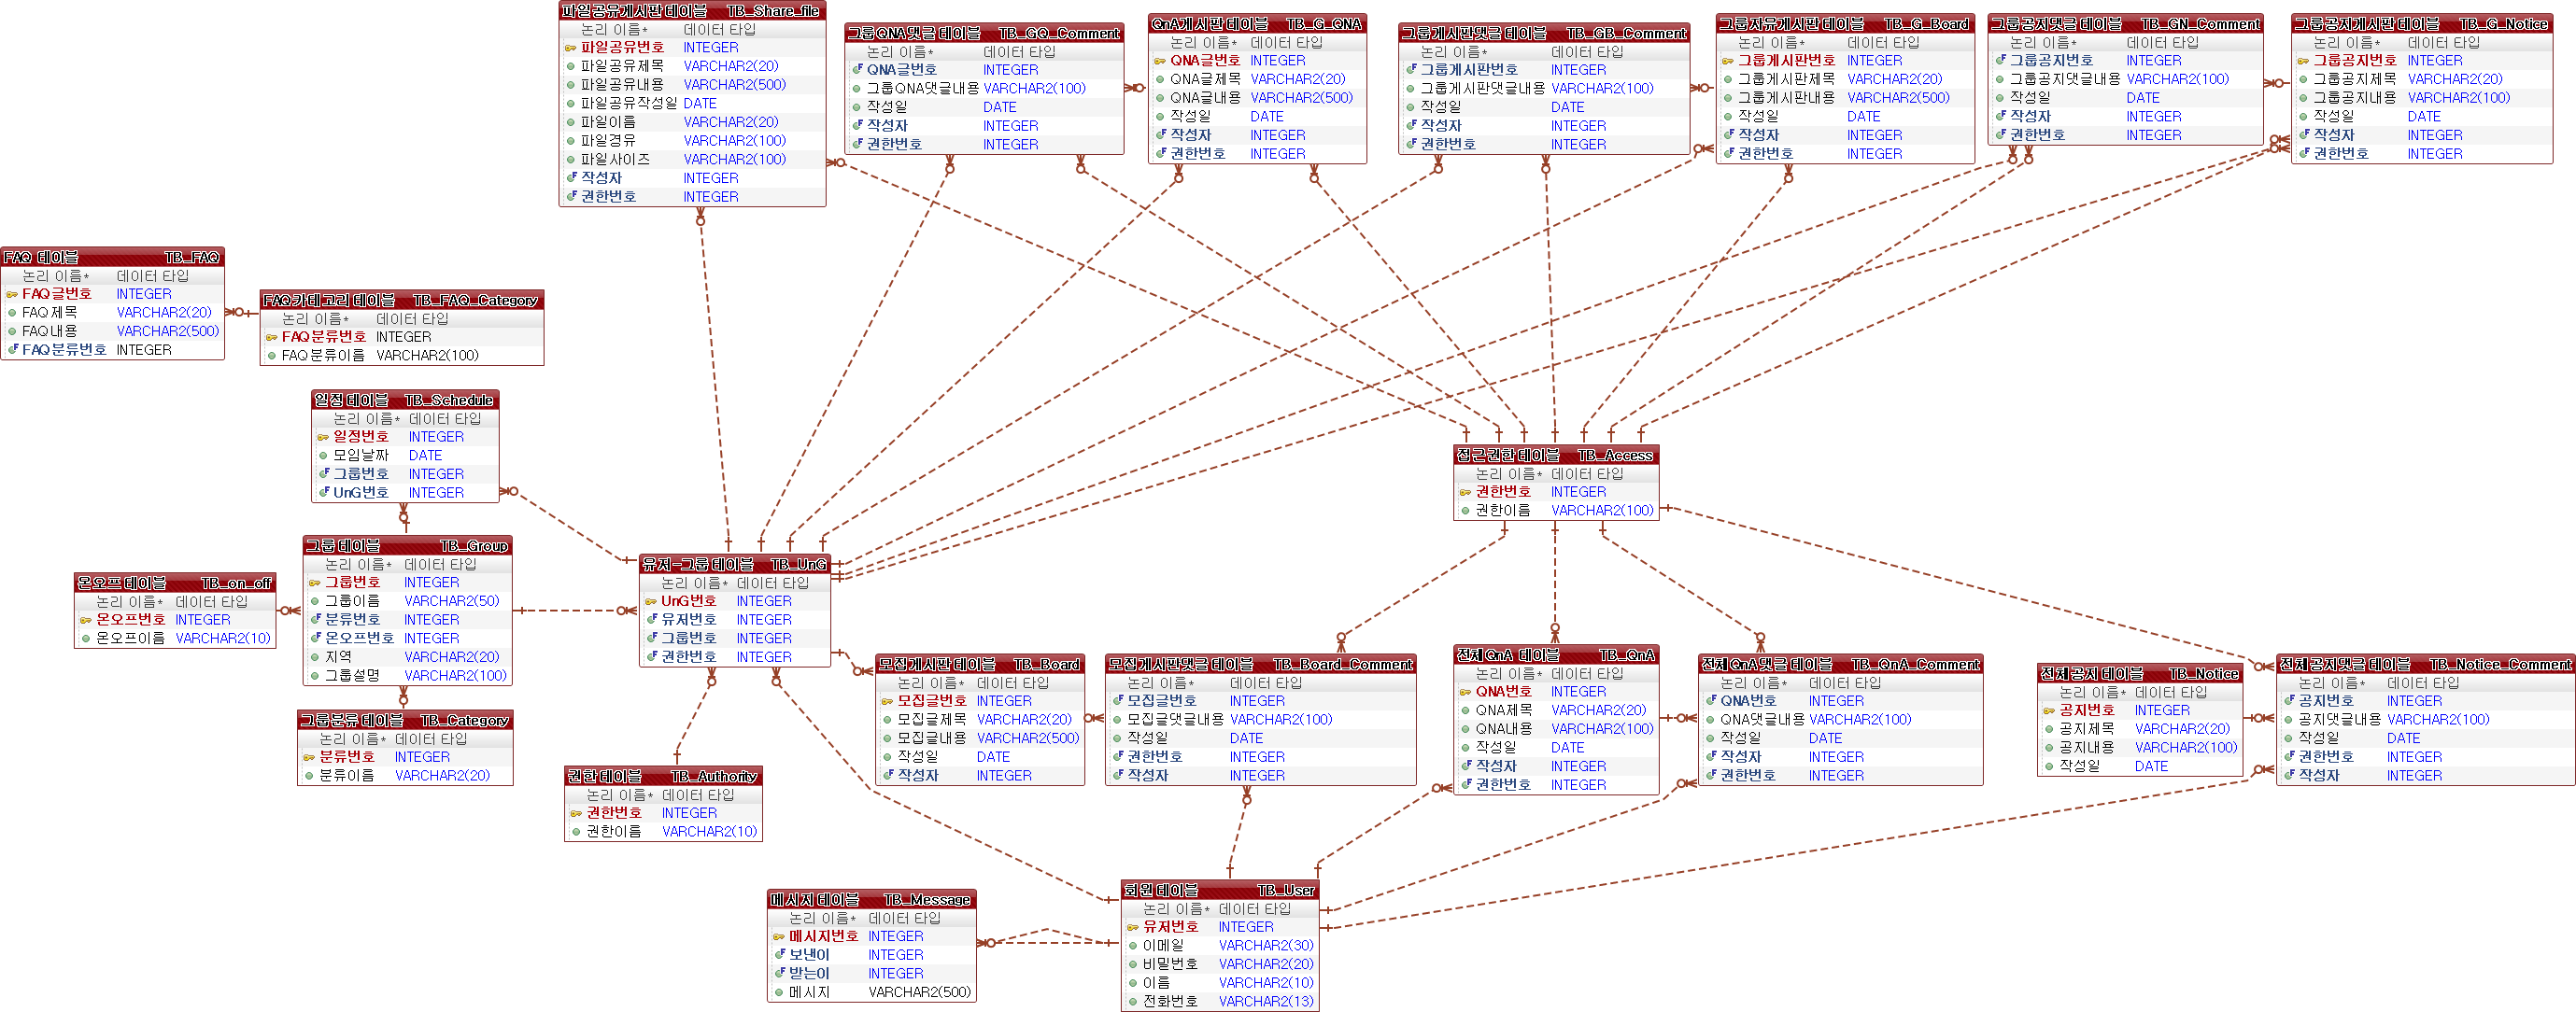 파일공유게시판 테이블 TB_Share_file
논리 이름* 데이터 타입
파일공유번호 INTEGER
파일공유제목 VARCHAR2(20)
파일공유내용 VARCHAR2(500)
파일공유작성일 DATE
파일이름 VARCHAR2(20)
파일경유 VARCHAR2(100)
파일사이즈 VARCHAR2(100)
작성자 INTEGER
권한번호 INTEGER
그룹QNA댓글 테이블 TB_GQ_Comment
논리 이름* 데이터 타입
QNA글번호 INTEGER
그룹QNA댓글내용 VARCHAR2(100)
작성일 DATE
작성자 INTEGER
권한번호 INTEGER
QnA게시판 테이블 TB_G_QNA
논리 이름* 데이터 타입
QNA글번호 INTEGER
QNA글제목 VARCHAR2(20)
QNA글내용 VARCHAR2(500)
작성일 DATE
작성자 INTEGER
권한번호 INTEGER
그룹게시판댓글 테이블 TB_GB_Comment
논리 이름* 데이터 타입
그룹게시판번호 INTEGER
그룹게시판댓글내용 VARCHAR2(100)
작성일 DATE
작성자 INTEGER
권한번호 INTEGER
그룹자유게시판 테이블 TB_G_Board
논리 이름* 데이터 타입
그룹게시판번호 INTEGER
그룹게시판제목 VARCHAR2(20)
그룹게시판내용 VARCHAR2(500)
작성일 DATE
작성자 INTEGER
권한번호 INTEGER
그룹공지댓글 테이블 TB_GN_Comment
논리 이름* 데이터 타입
그룹공지번호 INTEGER
그룹공지댓글내용 VARCHAR2(100)
작성일 DATE
작성자 INTEGER
권한번호 INTEGER
그룹공지게시판 테이블 TB_G_Notice
논리 이름* 데이터 타입
그룹공지번호 INTEGER
그룹공지제목 VARCHAR2(20)
그룹공지내용 VARCHAR2(100)
작성일 DATE
작성자 INTEGER
권한번호 INTEGER
FAQ 테이블 TB_FAQ
논리 이름* 데이터 타입
FAQ글번호 INTEGER
FAQ제목 VARCHAR2(20)
FAQ내용 VARCHAR2(500)
FAQ분류번호 INTEGER
FAQ카테고리 테이블 TB_FAQ_Category
논리 이름* 데이터 타입
FAQ분류번호 INTEGER
FAQ분류이름 VARCHAR2(100)
일정 테이블 TB_Schedule
논리 이름* 데이터 타입
일정번호 INTEGER
모임날짜 DATE
그룹번호 INTEGER
UnG번호 INTEGER
접근권한 테이블 TB_Access
논리 이름* 데이터 타입
권한번호 INTEGER
권한이름 VARCHAR2(100)
그룹 테이블 TB_Group
논리 이름* 데이터 타입
그룹번호 INTEGER
그룹이름 VARCHAR2(50)
분류번호 INTEGER
온오프번호 INTEGER
지역 VARCHAR2(20)
그룹설명 VARCHAR2(100)
온오프 테이블 TB_on_off
논리 이름* 데이터 타입
온오프번호 INTEGER
온오프이름 VARCHAR2(10)
유저-그룹 테이블 TB_UnG
논리 이름* 데이터 타입
UnG번호 INTEGER
유저번호 INTEGER
그룹번호 INTEGER
권한번호 INTEGER
그룹분류 테이블 TB_Category
논리 이름* 데이터 타입
분류번호 INTEGER
분류이름 VARCHAR2(20)
권한 테이블 TB_Authority
논리 이름* 데이터 타입
권한번호 INTEGER
권한이름 VARCHAR2(10)
모집게시판 테이블 TB_Board
논리 이름* 데이터 타입
모집글번호 INTEGER
모집글제목 VARCHAR2(20)
모집글내용 VARCHAR2(500)
작성일 DATE
작성자 INTEGER
모집게시판댓글 테이블 TB_Board_Comment
논리 이름* 데이터 타입
모집글번호 INTEGER
모집글댓글내용 VARCHAR2(100)
작성일 DATE
권한번호 INTEGER
작성자 INTEGER
전체QnA 테이블 TB_QnA
논리 이름* 데이터 타입
QNA번호 INTEGER
QNA제목 VARCHAR2(20)
QNA내용 VARCHAR2(100)
작성일 DATE
작성자 INTEGER
권한번호 INTEGER
전체QnA댓글 테이블 TB_QnA_Comment
논리 이름* 데이터 타입
QNA번호 INTEGER
QNA댓글내용 VARCHAR2(100)
작성일 DATE
작성자 INTEGER
권한번호 INTEGER
전체공지 테이블 TB_Notice
논리 이름* 데이터 타입
공지번호 INTEGER
공지제목 VARCHAR2(20)
공지내용 VARCHAR2(100)
작성일 DATE
전체공지댓글 테이블 TB_Notice_Comment
논리 이름* 데이터 타입
공지번호 INTEGER
공지댓글내용 VARCHAR2(100)
작성일 DATE
권한번호 INTEGER
작성자 INTEGER
메시지 테이블 TB_Message
논리 이름* 데이터 타입
메시지번호 INTEGER
보낸이 INTEGER
받는이 INTEGER
메시지 VARCHAR2(500)
회원 테이블 TB_User
논리 이름* 데이터 타입
유저번호 INTEGER
이메일 VARCHAR2(30)
비밀번호 VARCHAR2(20)
이름 VARCHAR2(10)
전화번호 VARCHAR2(13)